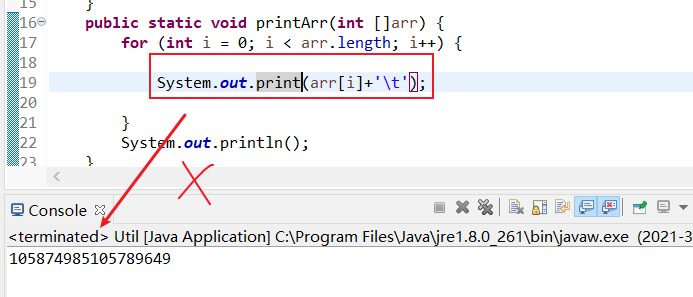 15 }
16 public static void printArr(int []arr) {
17 for (int i = 0; i < arr.length; i++) {
18
19 System.out.print(arr[i]+'\t');
20
21 }
22 System.out.println();
23 }
Console
<terminated> Util [Java Application] C:\Program Files\Java\jre1.8.0_261\bin\javaw.exe (2021-3
105874985105789649